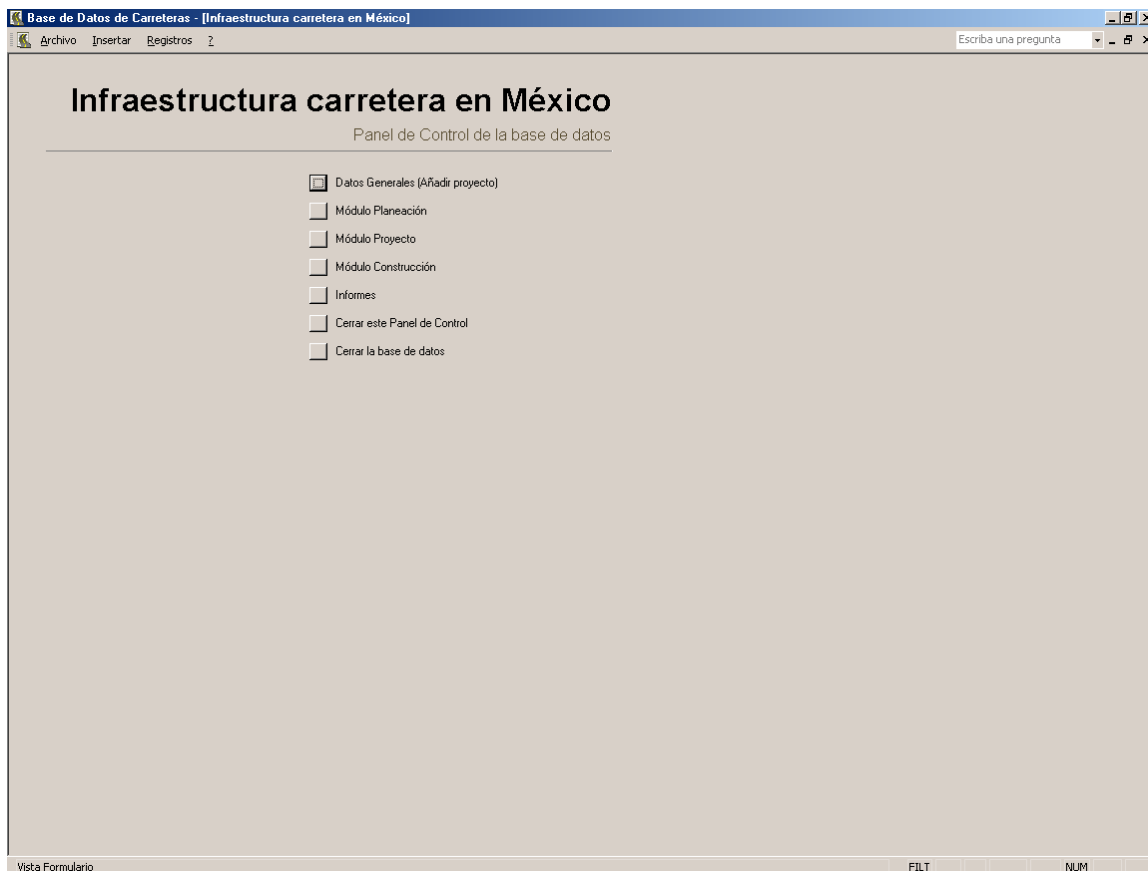 Base de Datos de Carreteras - [Infraestructura carretera en México]
Archivo Insertar Registros ? Escriba una pregunta
Infraestructura carretera en México
Panel de Control de la base de datos
Datos Generales (Añadir proyecto)
Módulo Planeación
Módulo Proyecto
Módulo Construcción
Informes
Cerrar este Panel de Control
Cerrar la base de datos
Vista Formulario FILT NUM